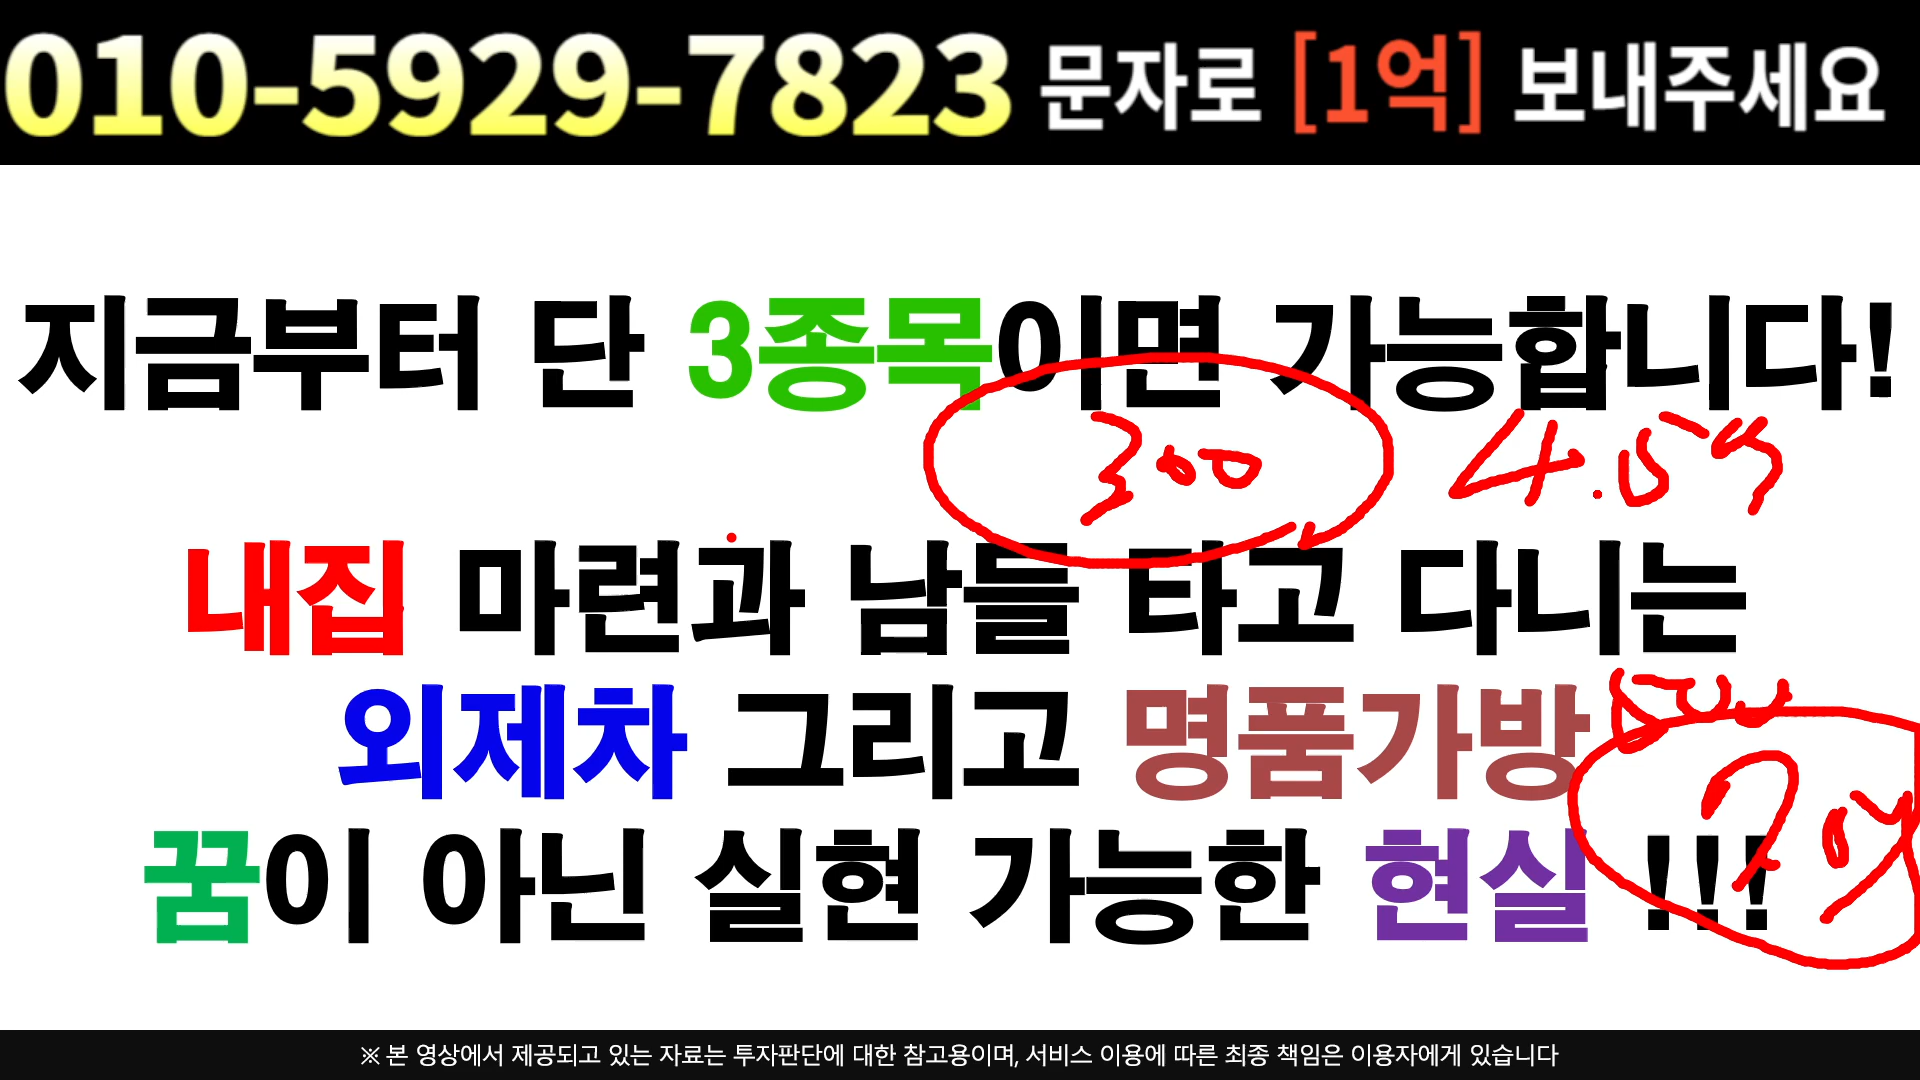 010-5929-7823 문자로 [1억] 보내주세요
지금부터 단 3종목이면 가능합니다!
300
내집 마련과 남들 타고 다니는
외제차 그리고 명품가방
꿈이 아닌 실현 가능한 현실 !!!
※ 본 영상에서 제공되고 있는 자료는 투자판단에 대한 참고용이며, 서비스 이용에 따른 최종 책임은 이용자에게 있습니다